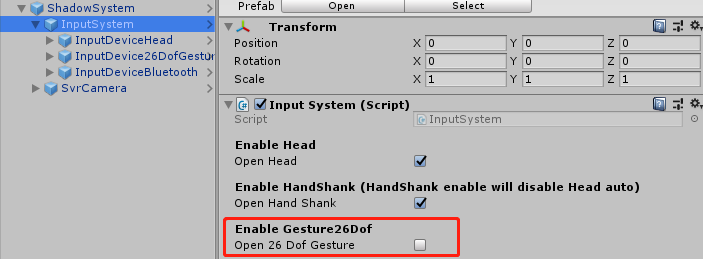 ShadowSystem
InputSystem
InputDeviceHead
InputDevice26DofGestur
InputDeviceBluetooth
SvrCamera
Prefab Open Select
Transform
Position X 0 Y 0 Z 0
Rotation X 0 Y 0 Z 0
Scale X 1 Y 1 Z 1
Input System (Script)
Script InputSystem
Enable Head
Open Head
Enable HandShank (HandShank enable will disable Head auto)
Open Hand Shank
Enable Gesture26Dof
Open 26 Dof Gesture